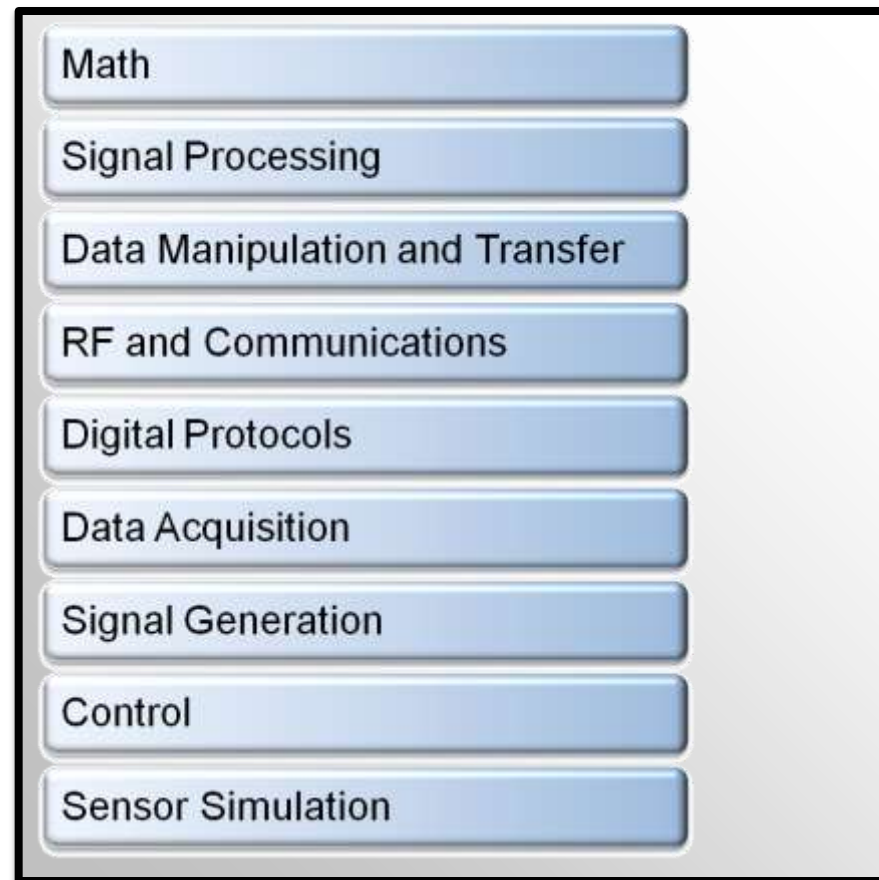 Math
Signal Processing
Data Manipulation and Transfer
RF and Communications
Digital Protocols
Data Acquisition
Signal Generation
Control
Sensor Simulation